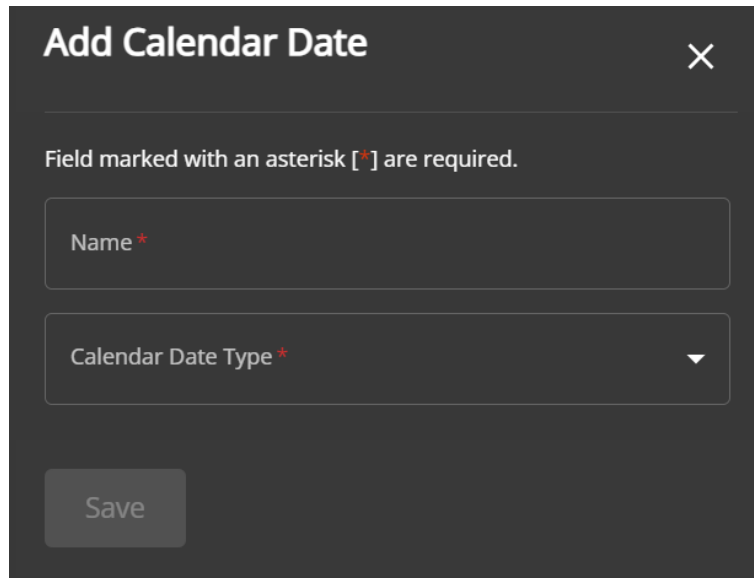 Add Calendar Date
Field marked with an asterisk [*] are required.
Name *
Calendar Date Type *
Save